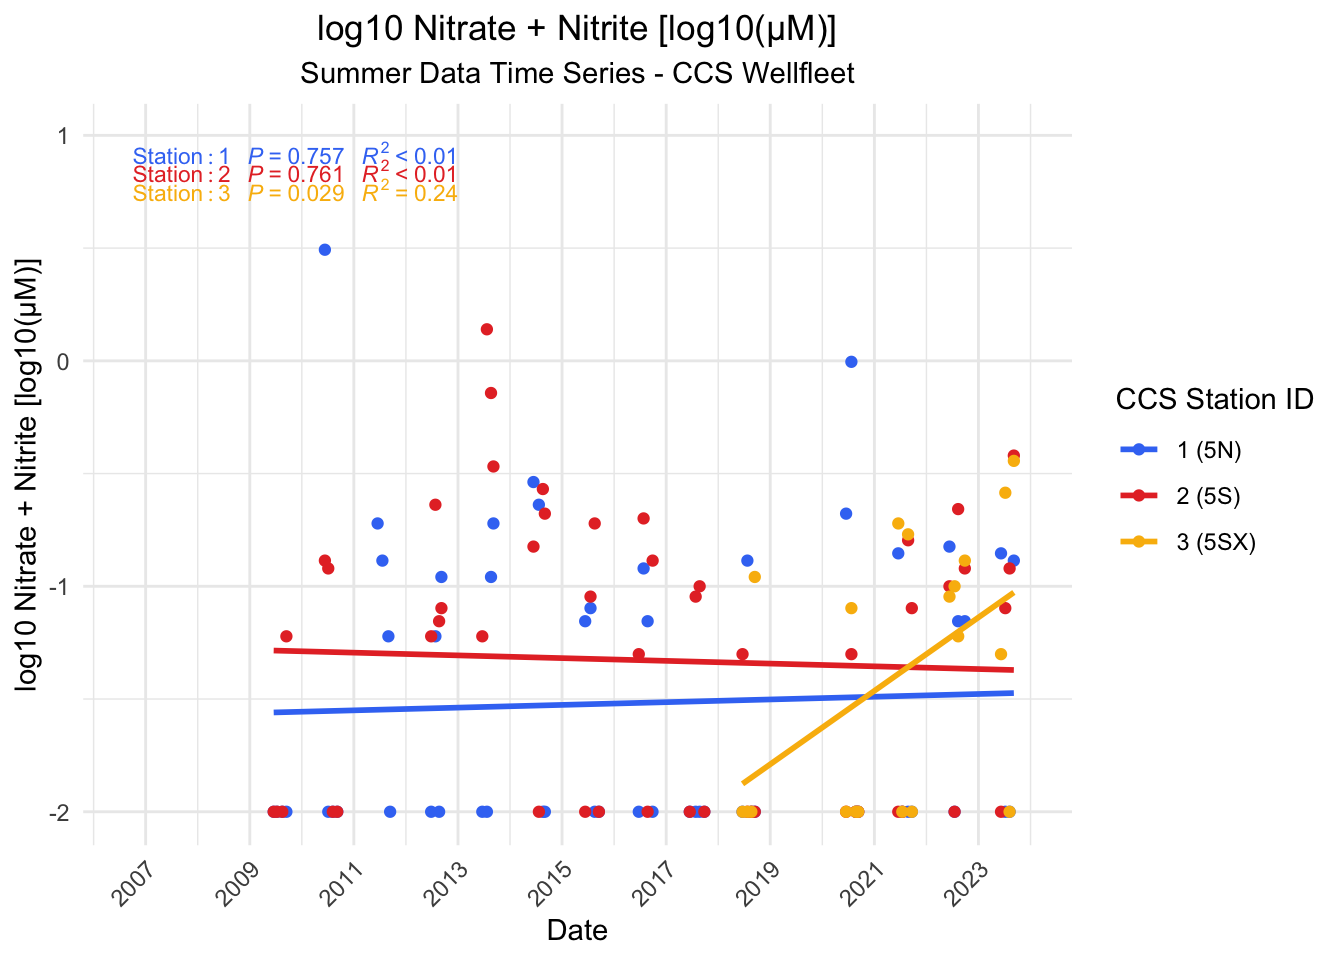 log10 Nitrate + Nitrite [log10(µM)]
Summer Data Time Series - CCS Wellfleet
Station : 1 P = 0.757 R² < 0.01
Station : 2 P = 0.761 R² < 0.01
Station : 3 P = 0.029 R² = 0.24
log10 Nitrate + Nitrite [log10(µM)]
1
0
-1
-2
2007 2009 2011 2013 2015 2017 2019 2021 2023
Date
CCS Station ID
1 (5N)
2 (5S)
3 (5SX)